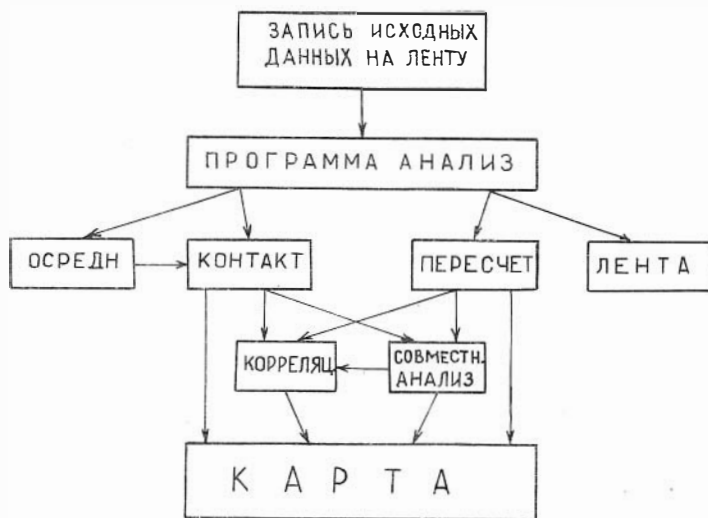 ЗАПИСЬ ИСХОДНЫХ
ДАННЫХ НА ЛЕНТУ
ПРОГРАММА АНАЛИЗ
ОСРЕДН
КОНТАКТ
ПЕРЕСЧЕТ
ЛЕНТА
КОРРЕЛЯЦ.
СОВМЕСТН.
АНАЛИЗ
КАРТА